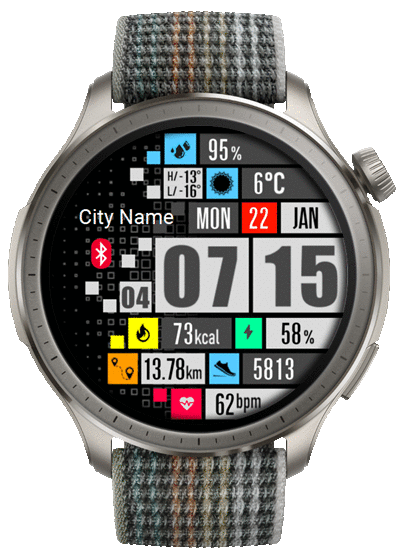 95%
H/-13°
L/-16°
6°C
City Name
MON 22 JAN
07 15
04
73kcal
58%
13.78km
5813
62bpm